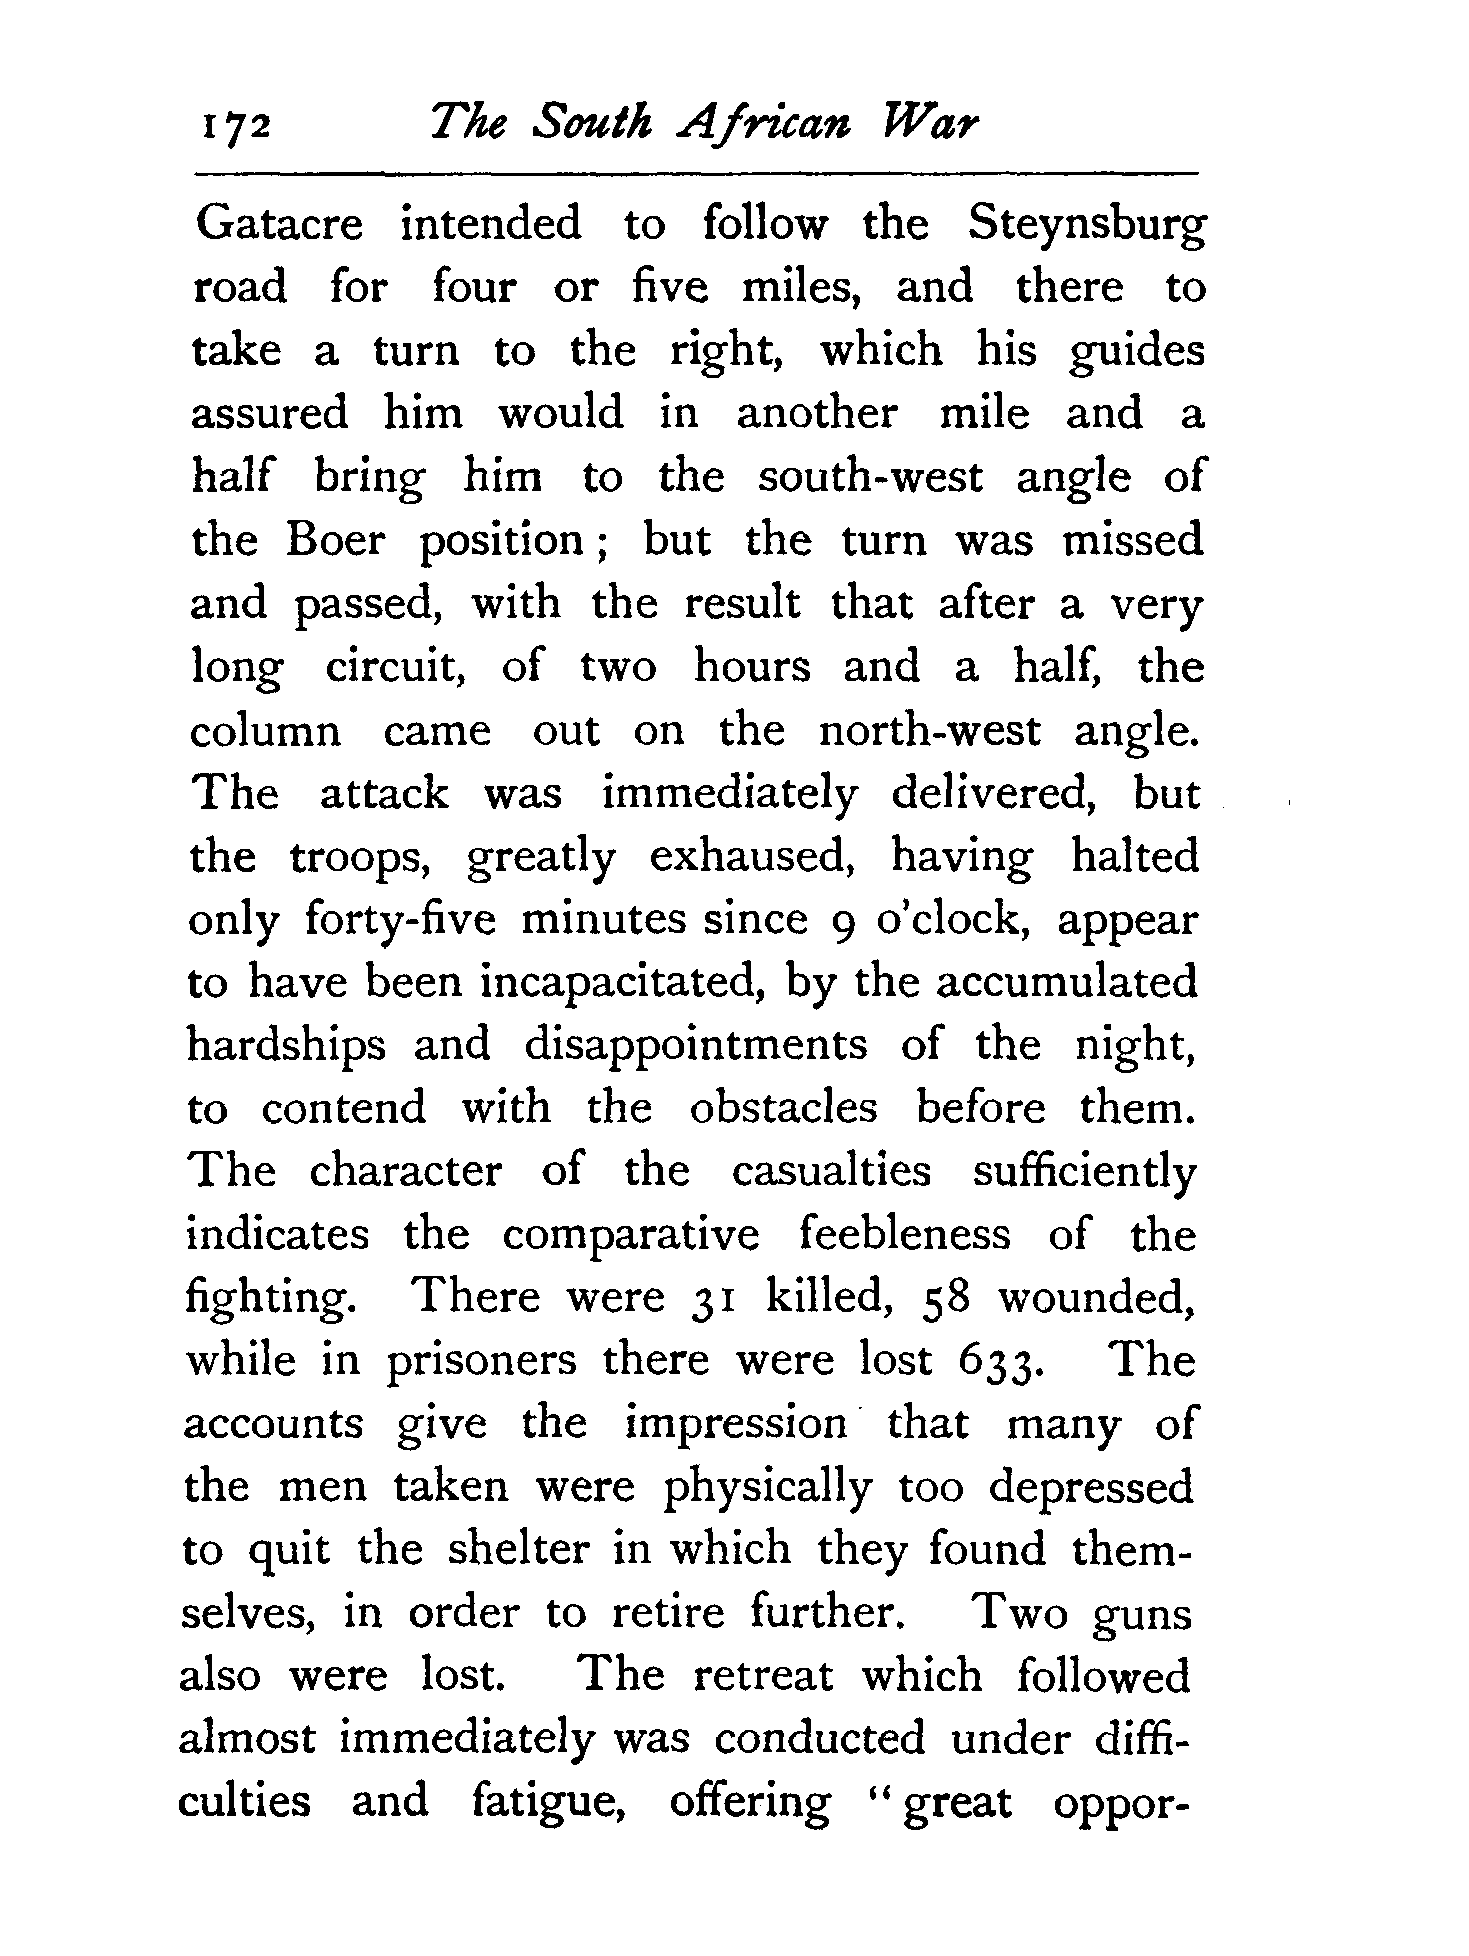 172 The South African War
Gatacre intended to follow the Steynsburg
road for four or five miles, and there to
take a turn to the right, which his guides
assured him would in another mile and a
half bring him to the south-west angle of
the Boer position ; but the turn was missed
and passed, with the result that after a very
long circuit, of two hours and a half, the
column came out on the north-west angle.
The attack was immediately delivered, but
the troops, greatly exhaused, having halted
only forty-five minutes since 9 o'clock, appear
to have been incapacitated, by the accumulated
hardships and disappointments of the night,
to contend with the obstacles before them.
The character of the casualties sufficiently
indicates the comparative feebleness of the
fighting. There were 31 killed, 58 wounded,
while in prisoners there were lost 633. The
accounts give the impression that many of
the men taken were physically too depressed
to quit the shelter in which they found them-
selves, in order to retire further. Two guns
also were lost. The retreat which followed
almost immediately was conducted under diffi-
culties and fatigue, offering “ great oppor-